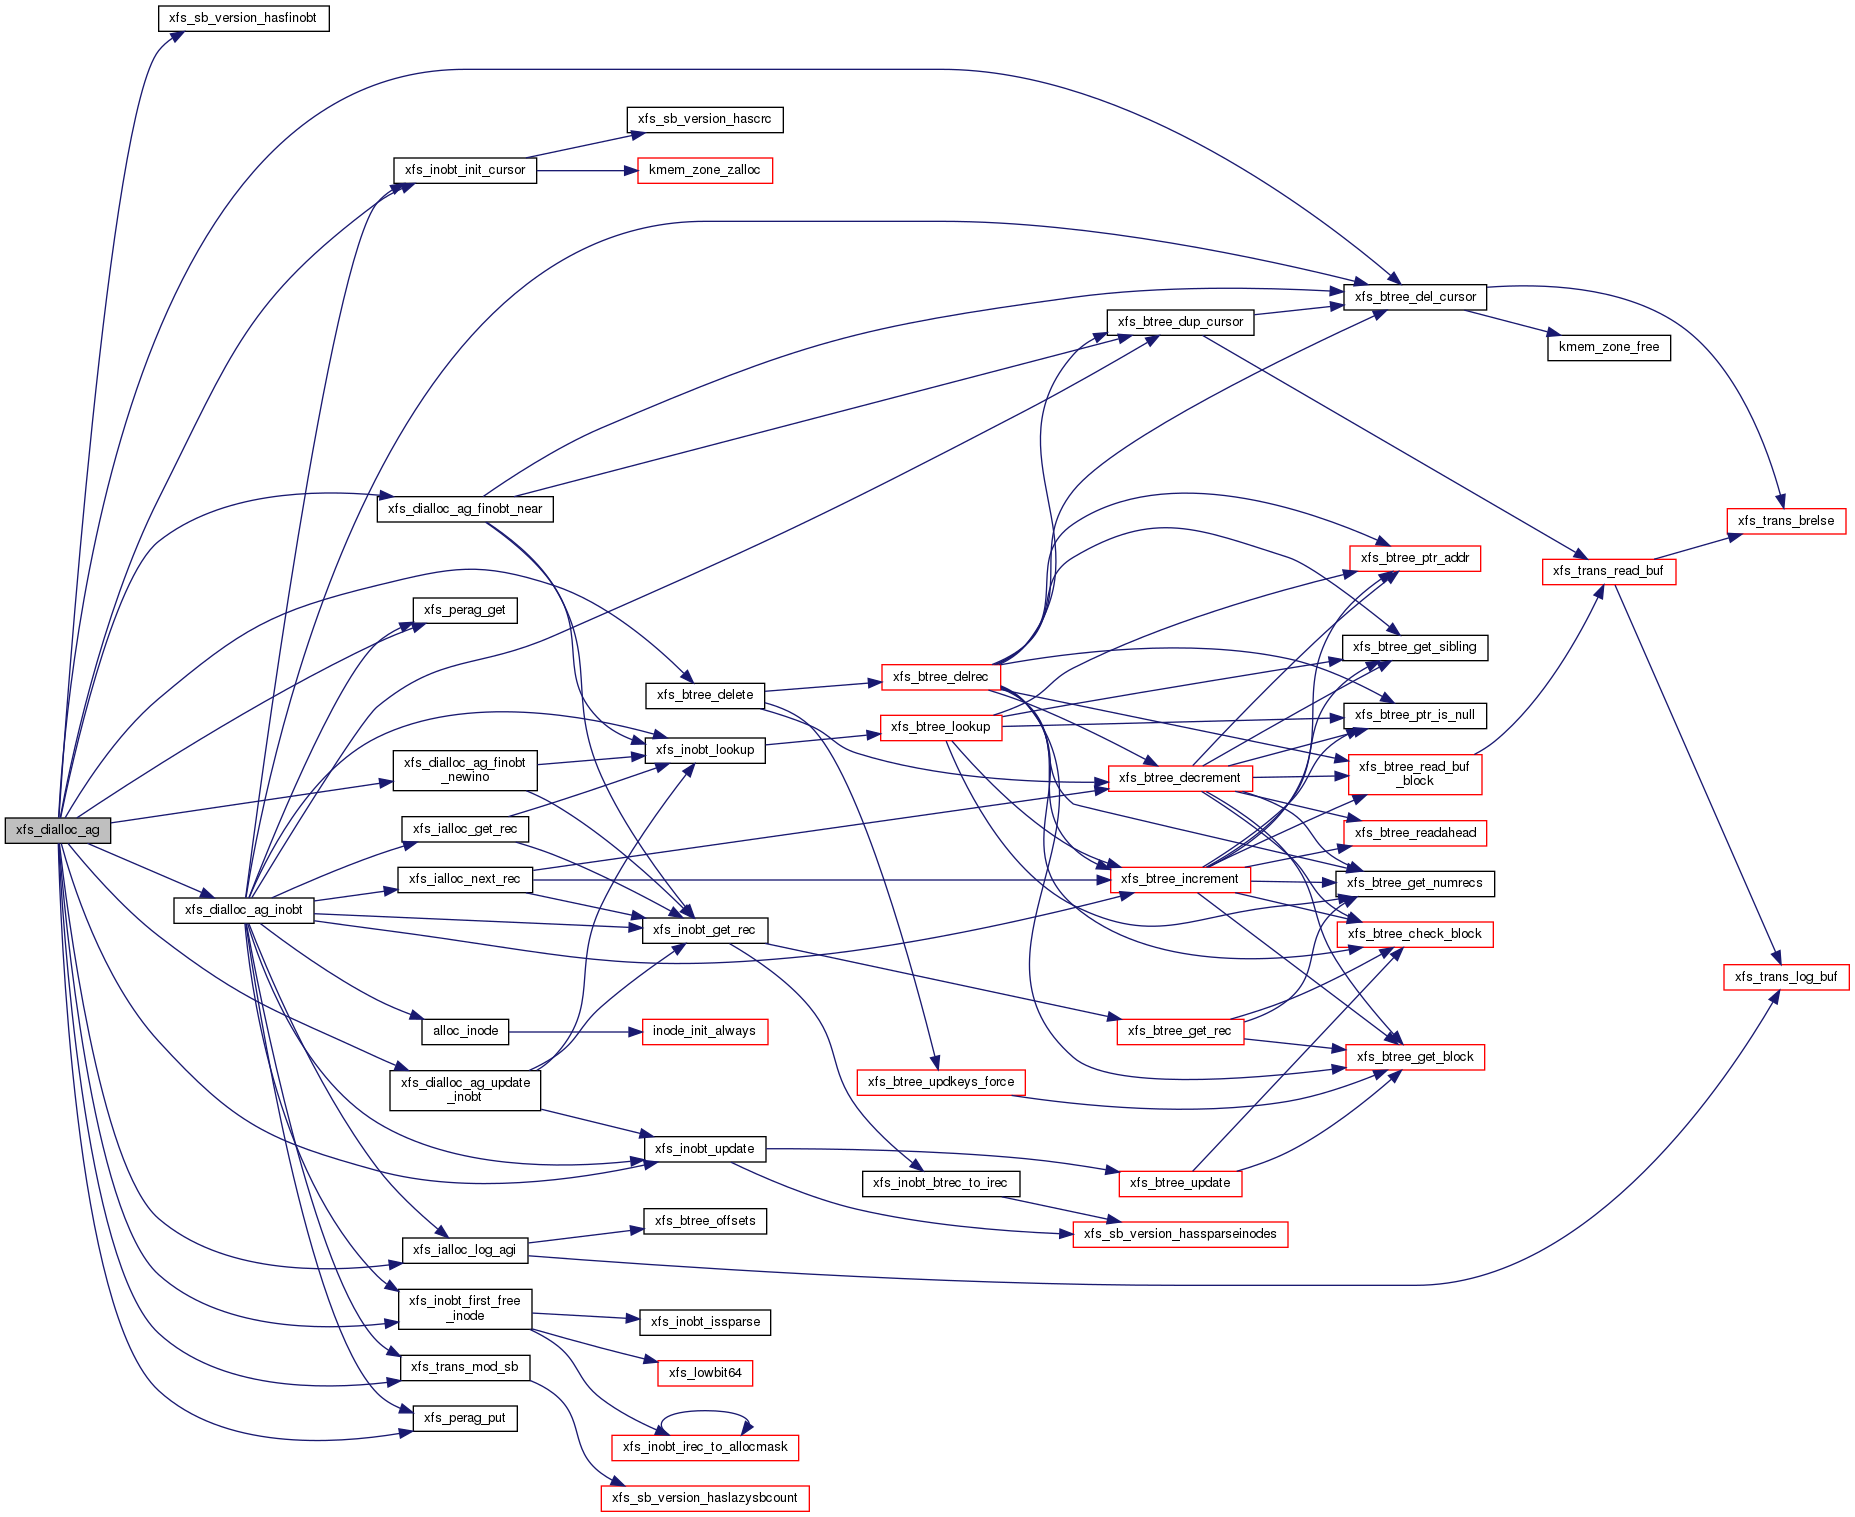 xfs_sb_version_hasfinobt
xfs_sb_version_hascrc
xfs_inobt_init_cursor
kmem_zone_zalloc
xfs_btree_del_cursor
xfs_btree_dup_cursor
kmem_zone_free
xfs_dialloc_ag_finobt_near
xfs_trans_brelse
xfs_btree_ptr_addr
xfs_trans_read_buf
xfs_perag_get
xfs_btree_get_sibling
xfs_btree_delrec
xfs_btree_delete
xfs_btree_ptr_is_null
xfs_btree_lookup
xfs_inobt_lookup
xfs_dialloc_ag_finobt
_newino
xfs_btree_decrement
xfs_btree_read_buf
_block
xfs_dialloc_ag
xfs_ialloc_get_rec
xfs_btree_readahead
xfs_ialloc_next_rec
xfs_btree_increment
xfs_btree_get_numrecs
xfs_dialloc_ag_inobt
xfs_inobt_get_rec
xfs_btree_check_block
xfs_trans_log_buf
alloc_inode
inode_init_always
xfs_btree_get_rec
xfs_btree_get_block
xfs_dialloc_ag_update
_inobt
xfs_btree_updkeys_force
xfs_inobt_update
xfs_inobt_btrec_to_irec
xfs_btree_update
xfs_btree_offsets
xfs_sb_version_hassparseinodes
xfs_ialloc_log_agi
xfs_inobt_first_free
_inode
xfs_inobt_issparse
xfs_trans_mod_sb
xfs_lowbit64
xfs_perag_put
xfs_inobt_irec_to_allocmask
xfs_sb_version_haslazysbcount